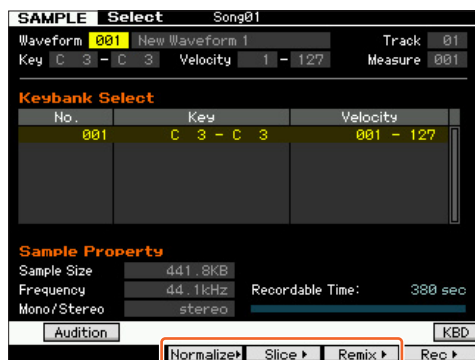 SAMPLE Select Song01
Waveform 001 New Waveform 1 Track 01
Key C 3 - C 3 Velocity 1 - 127 Measure 001
Keybank Select
No. Key Velocity
001 C 3 - C 3 001 - 127
Sample Property
Sample Size 441.8KB
Frequency 44.1kHz Recordable Time: 380 sec
Mono/Stereo stereo
Audition KBD
Normalize▸ Slice ▸ Remix ▸ Rec ▸